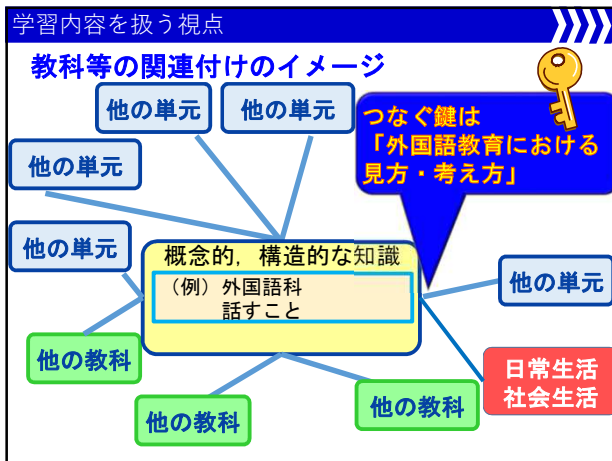 学習内容を扱う視点
教科等の関連付けのイメージ
他の単元
他の単元
つなぐ鍵は
「外国語教育における
見方・考え方」
他の単元
他の単元
概念的，構造的な知識
（例）外国語科
話すこと
他の単元
他の教科
日常生活
社会生活
他の教科
他の教科